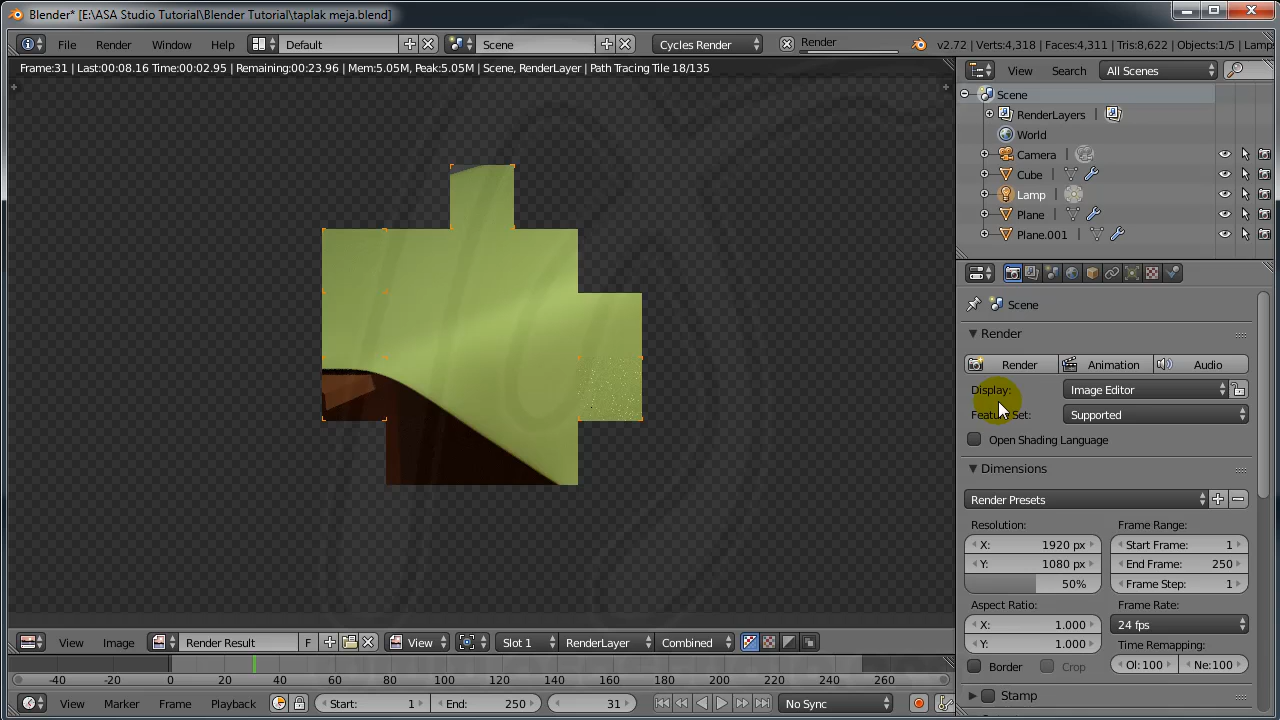 Blender* [E:\ASA Studio Tutorial\Blender Tutorial\taplak meja.blend]
File Render Window Help Default Scene Cycles Render Render v2.72 | Verts:4,318 | Faces:4,311 | Tris:8,622 | Objects:1/5 | Lamp
Frame:31 | Last:00:08.16 Time:00:02.95 | Remaining:00:23.96 | Mem:5.05M, Peak:5.05M | Scene, RenderLayer | Path Tracing Tile 18/135
View Search All Scenes
Scene
RenderLayers
World
Camera
Cube
Lamp
Plane
Plane.001
Scene
Render
Render Animation Audio
Display: Image Editor
Feature Set: Supported
Open Shading Language
Dimensions
Render Presets
Resolution: Frame Range:
X: 1920 px Start Frame: 1
Y: 1080 px End Frame: 250
50% Frame Step: 1
Aspect Ratio: Frame Rate:
X: 1.000 24 fps
Y: 1.000 Time Remapping:
Border Crop Ol: 100 Ne:100
Stamp
View Image Render Result F View Slot 1 RenderLayer Combined
-40 -20 0 20 40 60 80 100 120 140 160 180 200 220 240 260
View Marker Frame Playback Start: 1 End: 250 31 No Sync